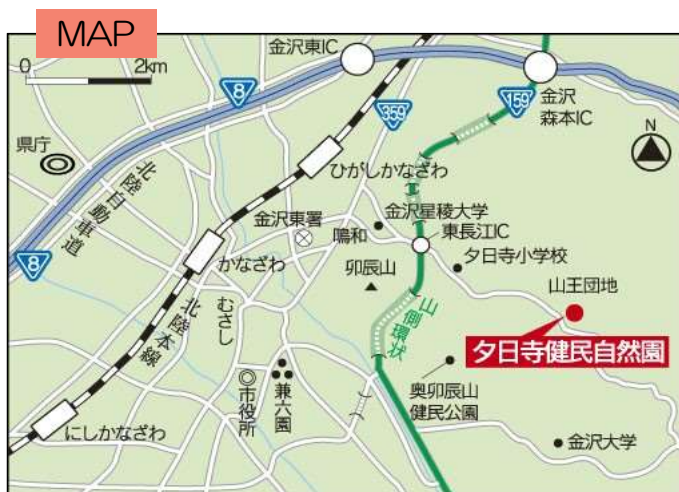 MAP
0 2km
金沢東IC
8
359
159
金沢
森本IC
N
県庁
北陸自動車道
ひがしかなざわ
金沢星稜大学
金沢東署
鳴和
東長江IC
夕日寺小学校
8
かなざわ
卯辰山
山王団地
むさし
北陸本線
山側環状
夕日寺健民自然園
市役所
兼六園
奥卯辰山
健民公園
にしかなざわ
金沢大学